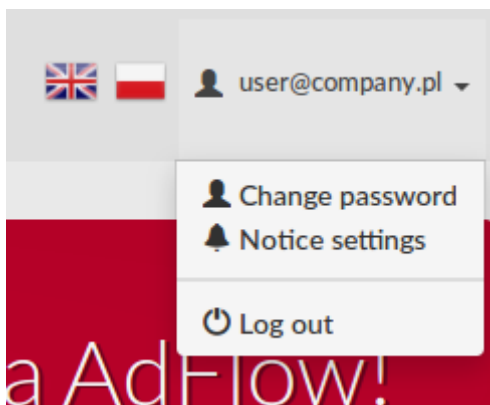 user@company.pl
Change password
Notice settings
Log out
a AdFlow!